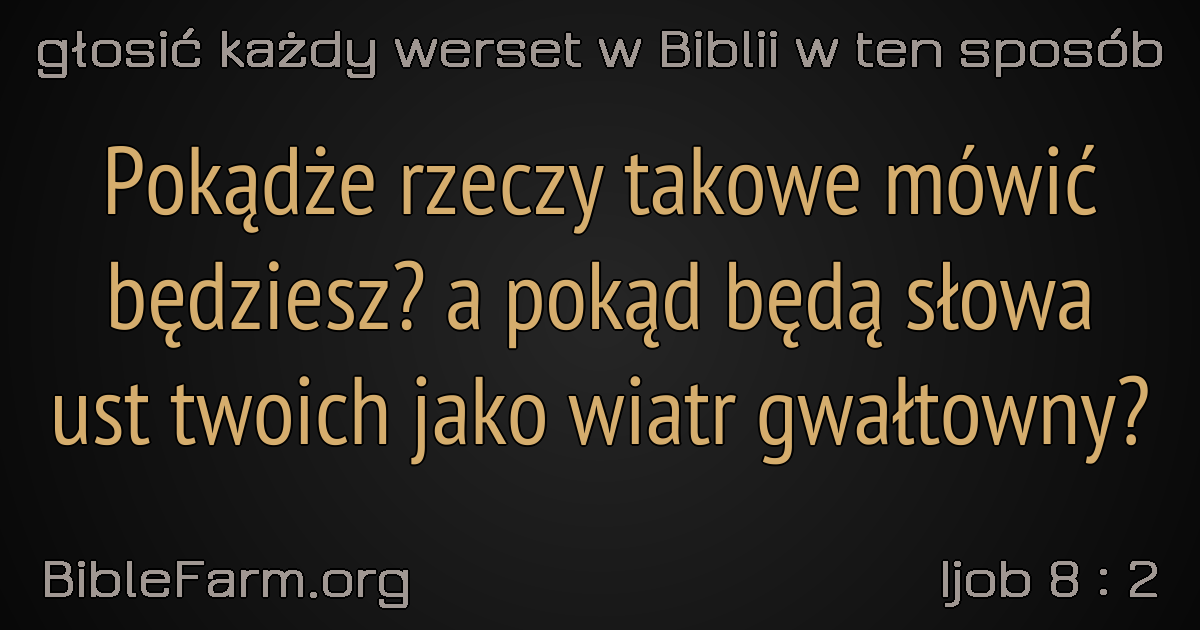 głosić każdy werset w Biblii w ten sposób
Pokądże rzeczy takowe mówić
będziesz? a pokąd będą słowa
ust twoich jako wiatr gwałtowny?
BibleFarm.org
Ijob 8 : 2